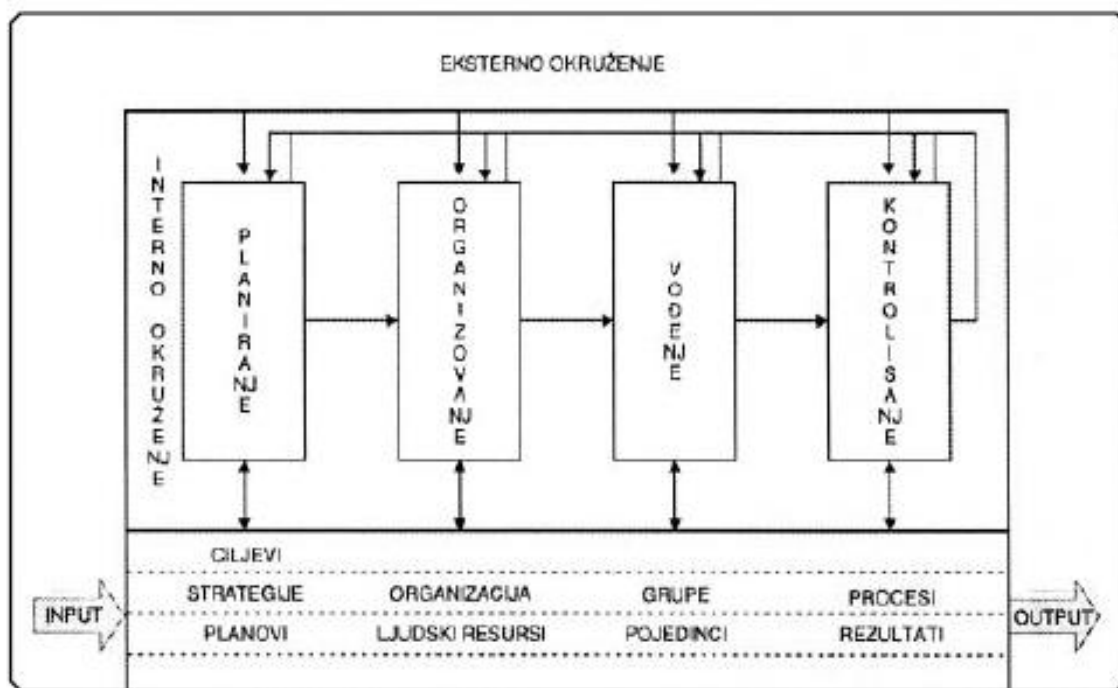 EKSTERNO OKRUŽENJE
INTERNO OKRUŽENJE
PLANIRANJE
ORGANIZOVANJE
VOĐENJE
KONTROLISANJE
CILJEVI
STRATEGIJE ORGANIZACIJA GRUPE PROCESI
INPUT
OUTPUT
PLANOVI LJUDSKI RESURSI POJEDINCI REZULTATI